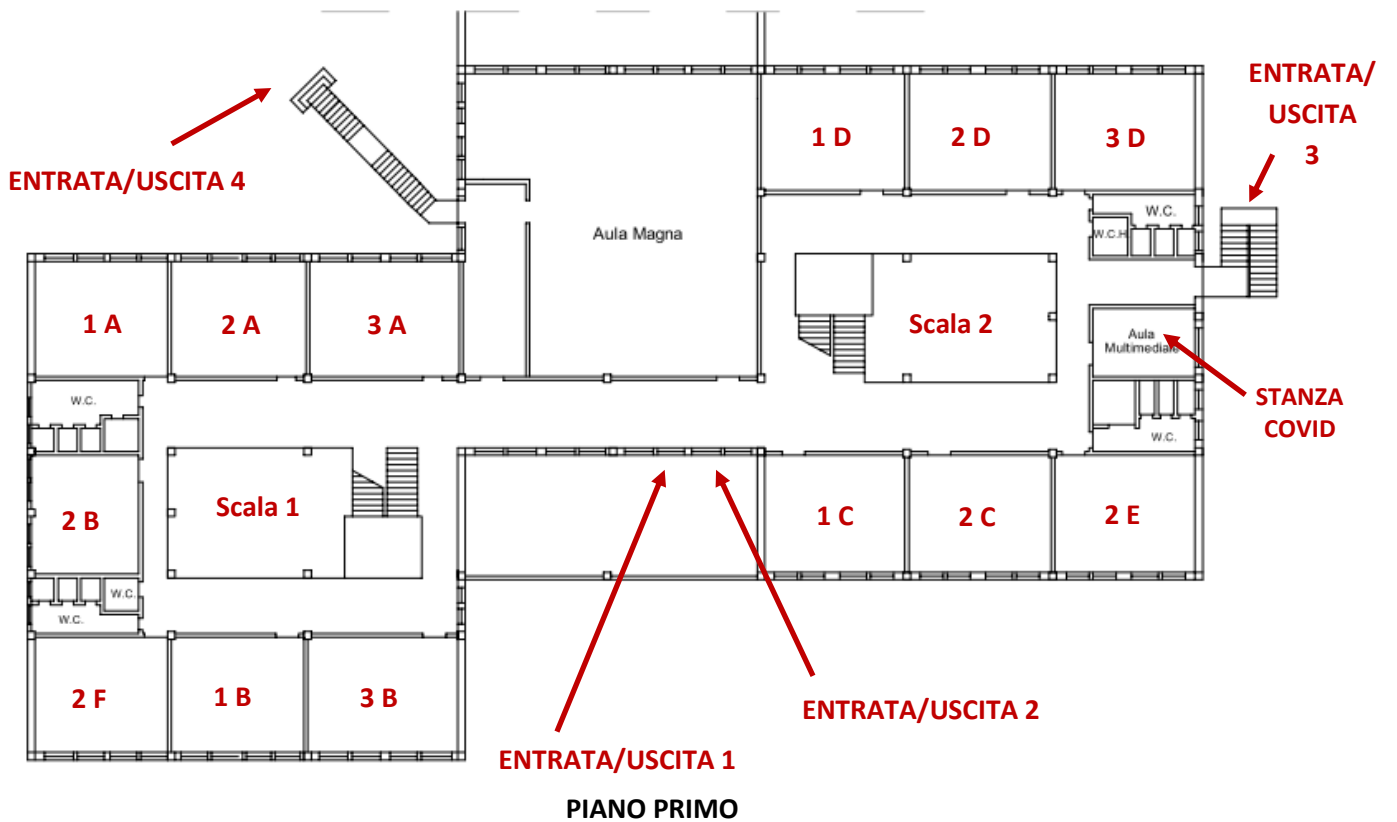 ENTRATA/
USCITA
3
1 D
2 D
3 D
ENTRATA/USCITA 4
W.C.
W.C.H
Aula Magna
1 A
2 A
3 A
Scala 2
Aula
Multimediale
STANZA
COVID
W.C.
W.C.
2 B
Scala 1
1 C
2 C
2 E
W.C.
W.C.
2 F
1 B
3 B
ENTRATA/USCITA 2
ENTRATA/USCITA 1
PIANO PRIMO